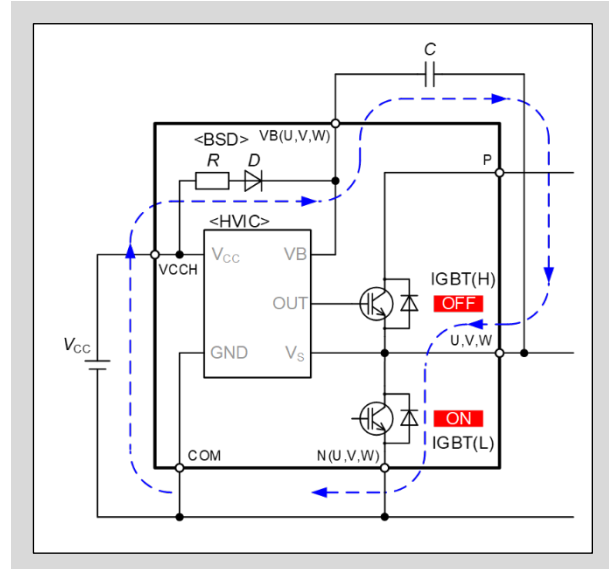 C
<BSD>
VB(U,V,W)
R
D
P
<HVIC>
VCC
VB
VCCH
IGBT(H)
OUT
OFF
VCC
U,V,W
GND
VS
ON
IGBT(L)
COM
N(U,V,W)